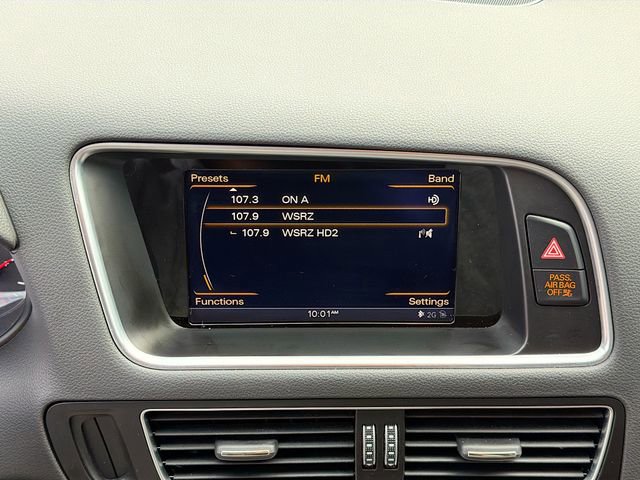 Presets FM Band
107.3 ON A
107.9 WSRZ
107.9 WSRZ HD2
Functions Settings
10:01AM 2G
PASS.
AIR BAG
OFF